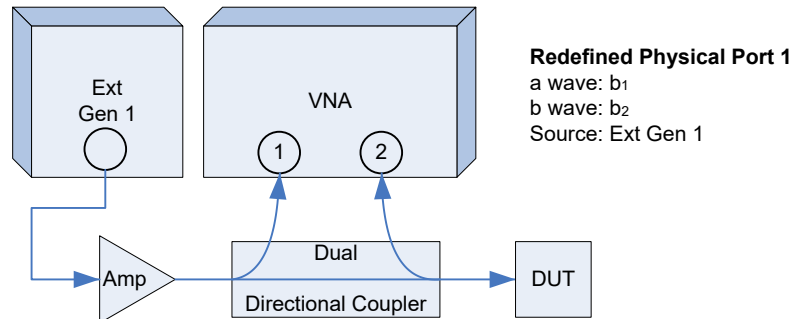 Ext
Gen 1
VNA
1
2
Redefined Physical Port 1
a wave: b1
b wave: b2
Source: Ext Gen 1
Amp
Dual
Directional Coupler
DUT